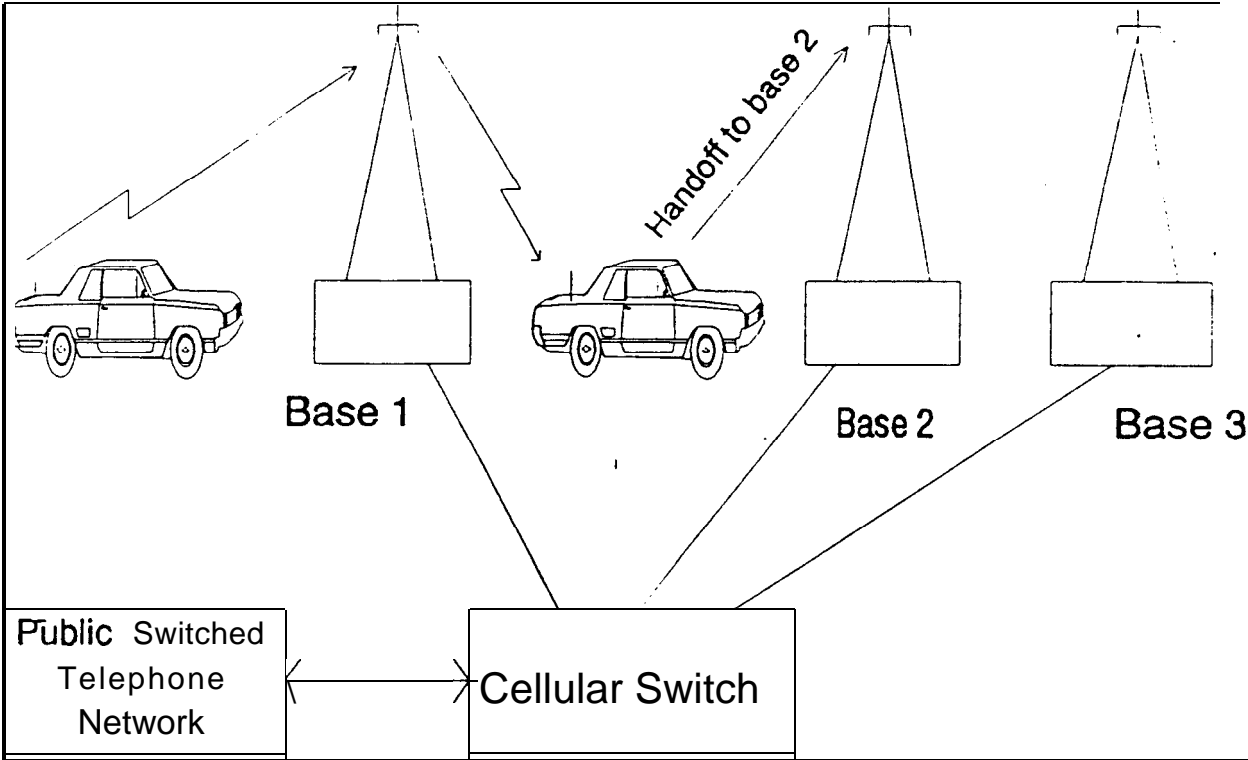 Handoff to base 2
Base 1
Base 2
Base 3
Public Switched
Telephone
Network
Cellular Switch